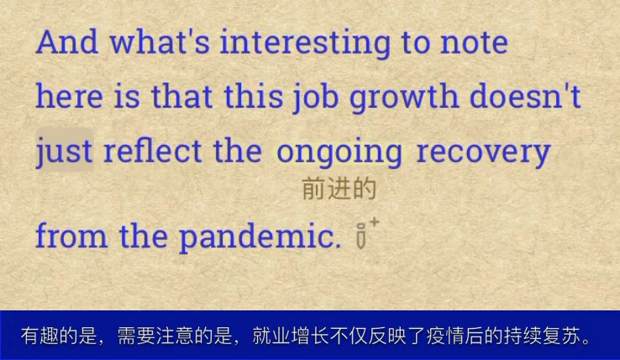 And what's interesting to note
here is that this job growth doesn't
just reflect the ongoing recovery
前进的
from the pandemic.
有趣的是，需要注意的是，就业增长不仅反映了疫情后的持续复苏。